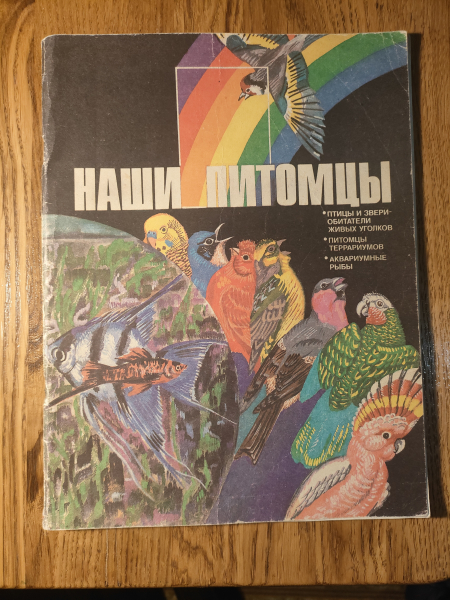 НАШИ ПИТОМЦЫ
• ПТИЦЫ И ЗВЕРИ-
ОБИТАТЕЛИ
ЖИВЫХ УГОЛКОВ
• ПИТОМЦЫ
ТЕРРАРИУМОВ
• АКВАРИУМНЫЕ
РЫБЫ